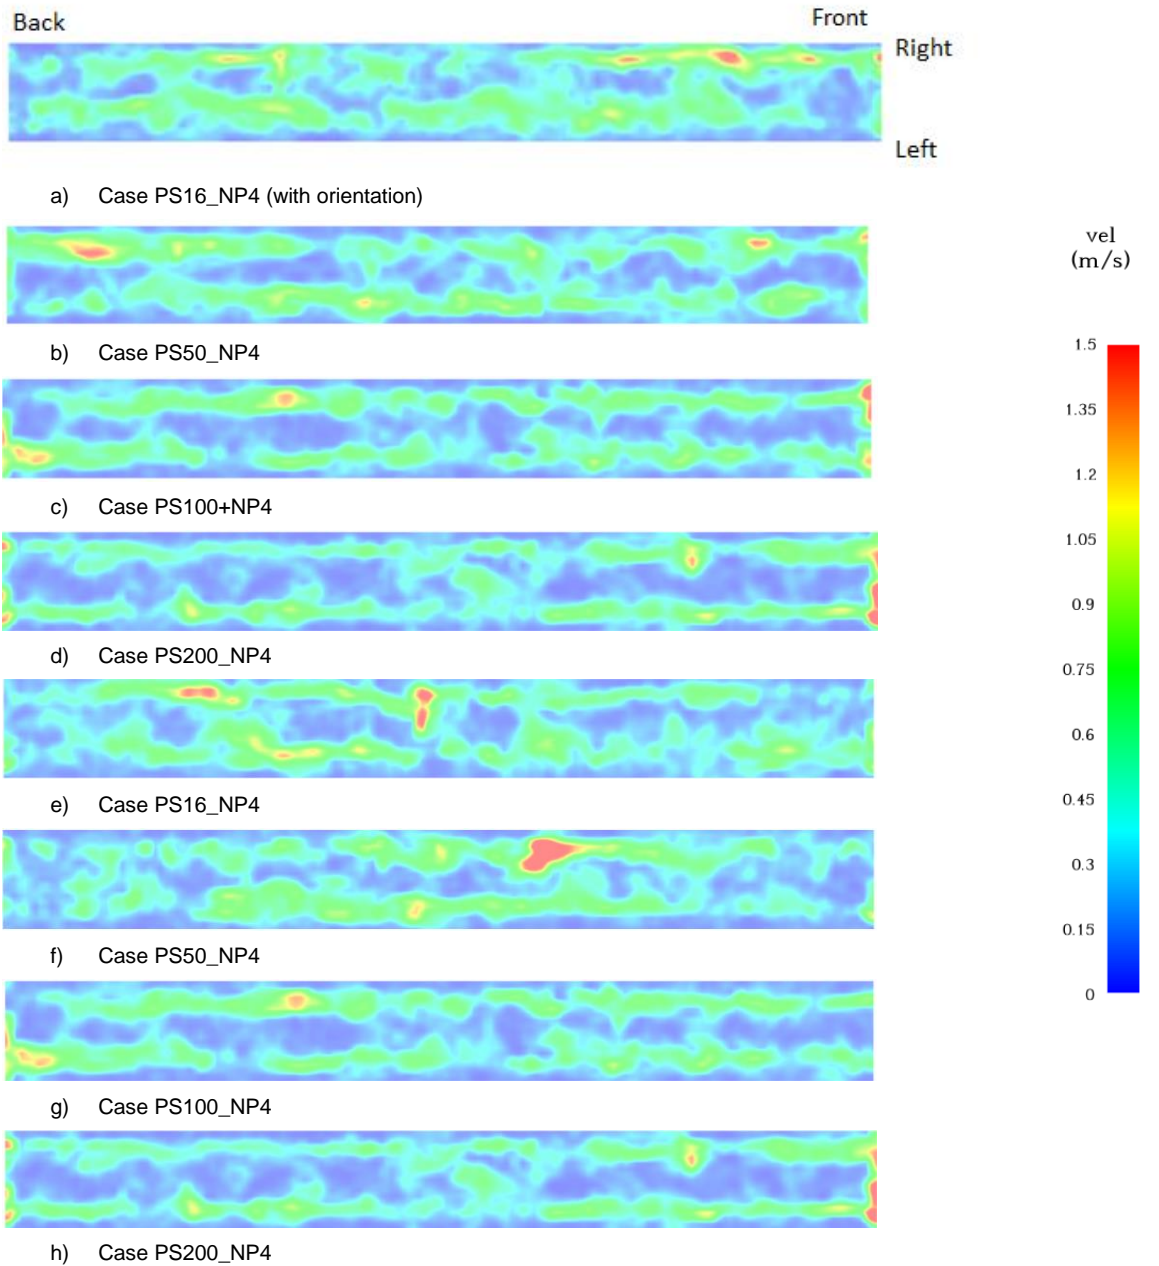 Back
Front
Right
Left
a) Case PS16_NP4 (with orientation)
vel
(m/s)
b) Case PS50_NP4
1.5
1.35
1.2
c) Case PS100+NP4
1.05
0.9
d) Case PS200_NP4
0.75
0.6
e) Case PS16_NP4
0.45
0.3
0.15
f) Case PS50_NP4
0
g) Case PS100_NP4
h) Case PS200_NP4